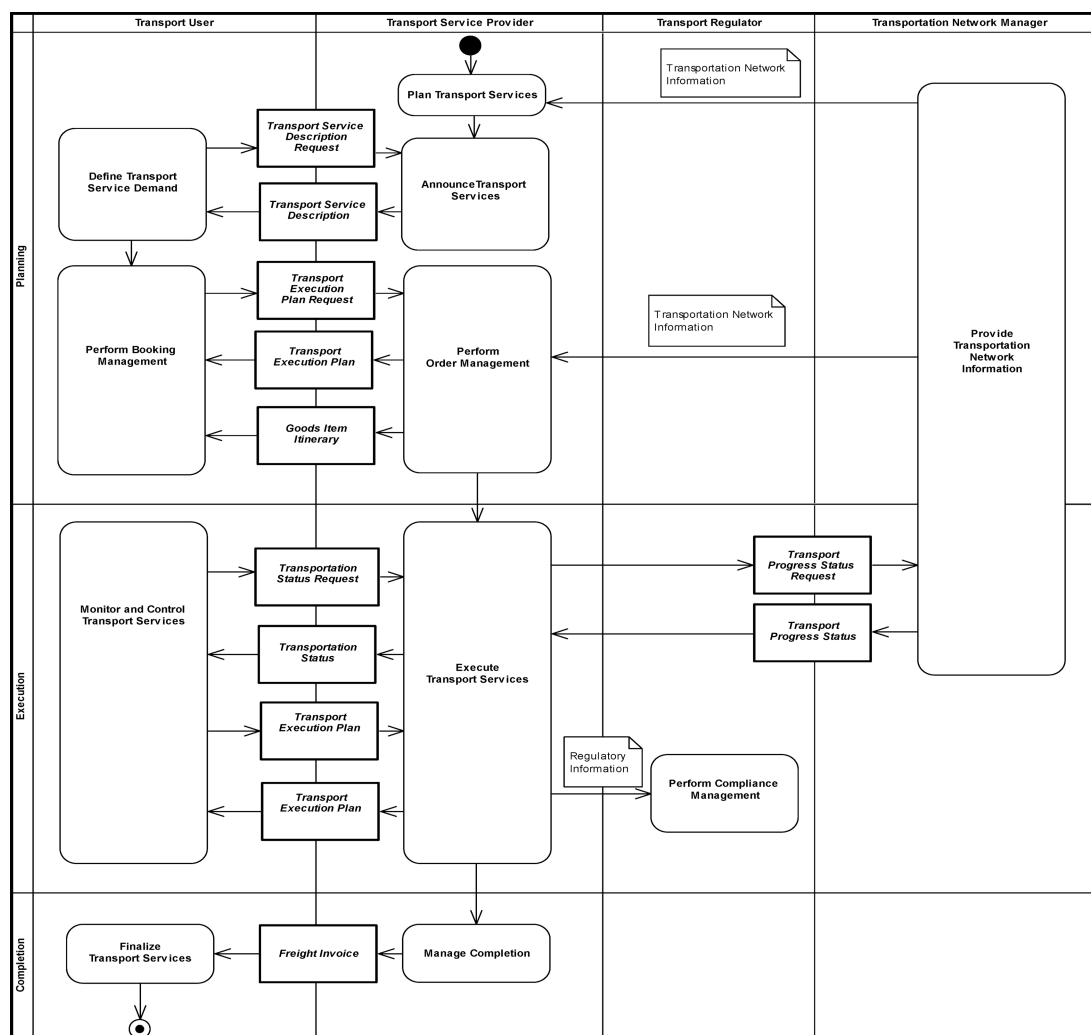 Transport User
Transport Service Provider
Transport Regulator
Transportation Network Manager
Planning
Transportation Network
Information
Plan Transport Services
Transport Service
Description
Request
Define Transport
Service Demand
AnnounceTransport
Services
Transport Service
Description
Transport
Execution
Plan Request
Transportation Network
Information
Perform Booking
Management
Transport
Execution Plan
Perform
Order Management
Provide
Transportation
Network
Information
Goods Item
Itinerary
Execution
Transportation
Status Request
Transport
Progress Status
Request
Monitor and Control
Transport Services
Transportation
Status
Execute
Transport Services
Transport
Progress Status
Transport
Execution Plan
Regulatory
Information
Perform Compliance
Management
Transport
Execution Plan
Completion
Finalize
Transport Services
Freight Invoice
Manage Completion